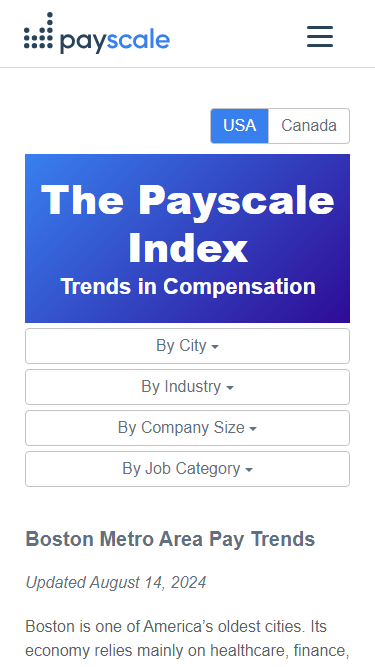 payscale
USA
Canada
The Payscale
Index
Trends in Compensation
By City
By Industry
By Company Size
By Job Category
Boston Metro Area Pay Trends
Updated August 14, 2024
Boston is one of America’s oldest cities. Its
economy relies mainly on healthcare, finance,